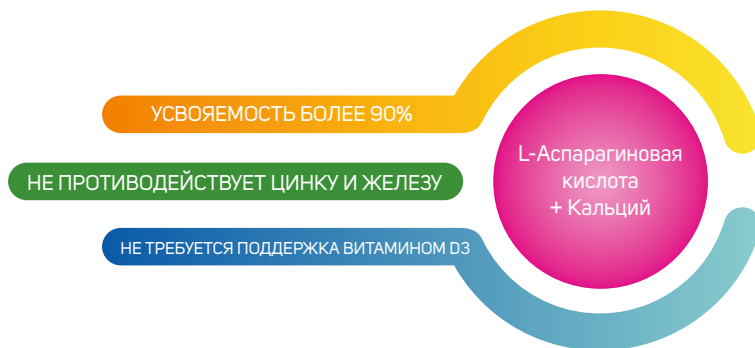 УСВОЯЕМОСТЬ БОЛЕЕ 90%
НЕ ПРОТИВОДЕЙСТВУЕТ ЦИНКУ И ЖЕЛЕЗУ
НЕ ТРЕБУЕТСЯ ПОДДЕРЖКА ВИТАМИНОМ D3
L-Аспарагиновая
кислота
+ Кальций